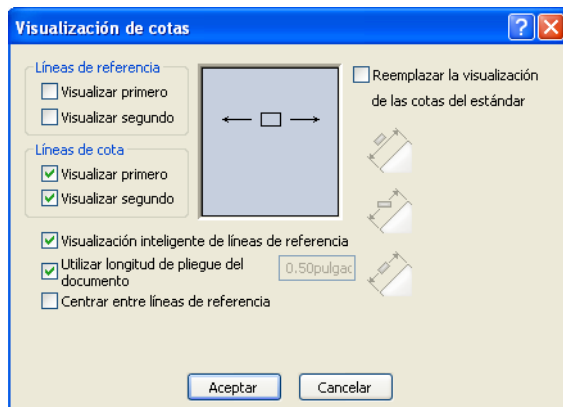 Visualización de cotas
Líneas de referencia
Visualizar primero
Visualizar segundo
Líneas de cota
Visualizar primero
Visualizar segundo
Reemplazar la visualización
de las cotas del estándar
Visualización inteligente de líneas de referencia
Utilizar longitud de pliegue del
documento
0.50pulgac
Centrar entre líneas de referencia
Aceptar
Cancelar